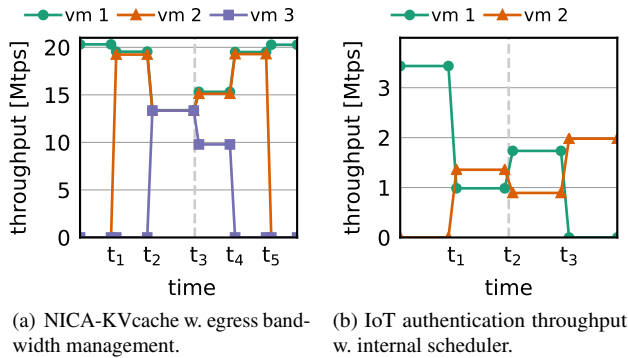 vm 1 vm 2 vm 3
throughput [Mtps]
20
15
10
5
0
t1 t2 t3 t4 t5
time
(a) NICA-KVcache w. egress band-
width management.
vm 1 vm 2
throughput [Mtps]
3
2
1
0
t1 t2 t3
time
(b) IoT authentication throughput
w. internal scheduler.